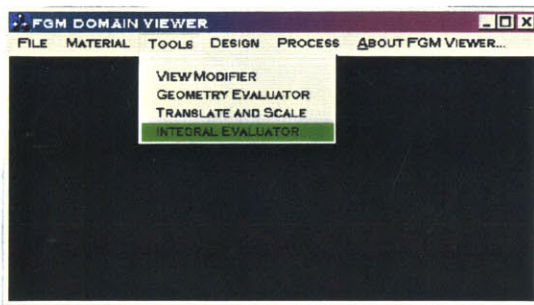 FGM DOMAIN VIEWER
FILE MATERIAL TOOLS DESIGN PROCESS ABOUT FGM VIEWER...
VIEW MODIFIER
GEOMETRY EVALUATOR
TRANSLATE AND SCALE
INTEGRAL EVALUATOR